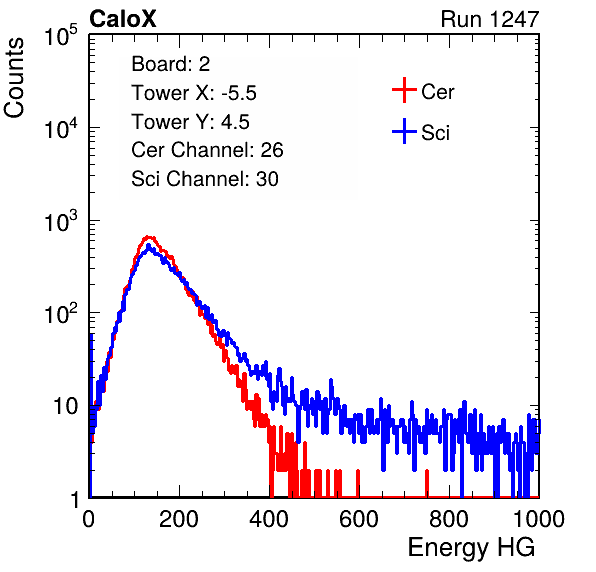 CaloX Run 1247
Counts
Board: 2
Tower X: -5.5
Tower Y: 4.5
Cer Channel: 26
Sci Channel: 30
Cer
Sci
10^5
10^4
10^3
10^2
10
1
0 200 400 600 800 1000
Energy HG